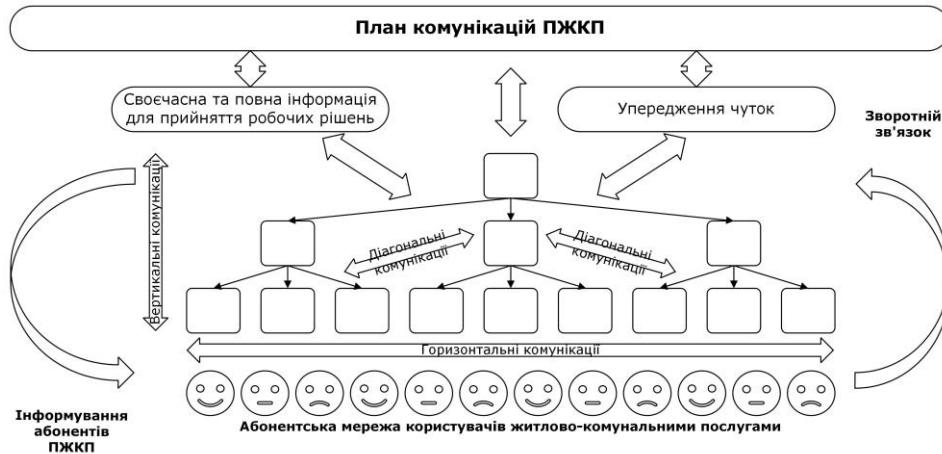 План комунікацій ПЖКП
Своєчасна та повна інформація
для прийняття робочих рішень
Упередження чуток
Зворотній
зв'язок
Вертикальні комунікації
Діагональні
комунікації
Діагональні
комунікації
Горизонтальні комунікації
Інформування
абонентів
ПЖКП
Абонентська мережа користувачів житлово-комунальними послугами